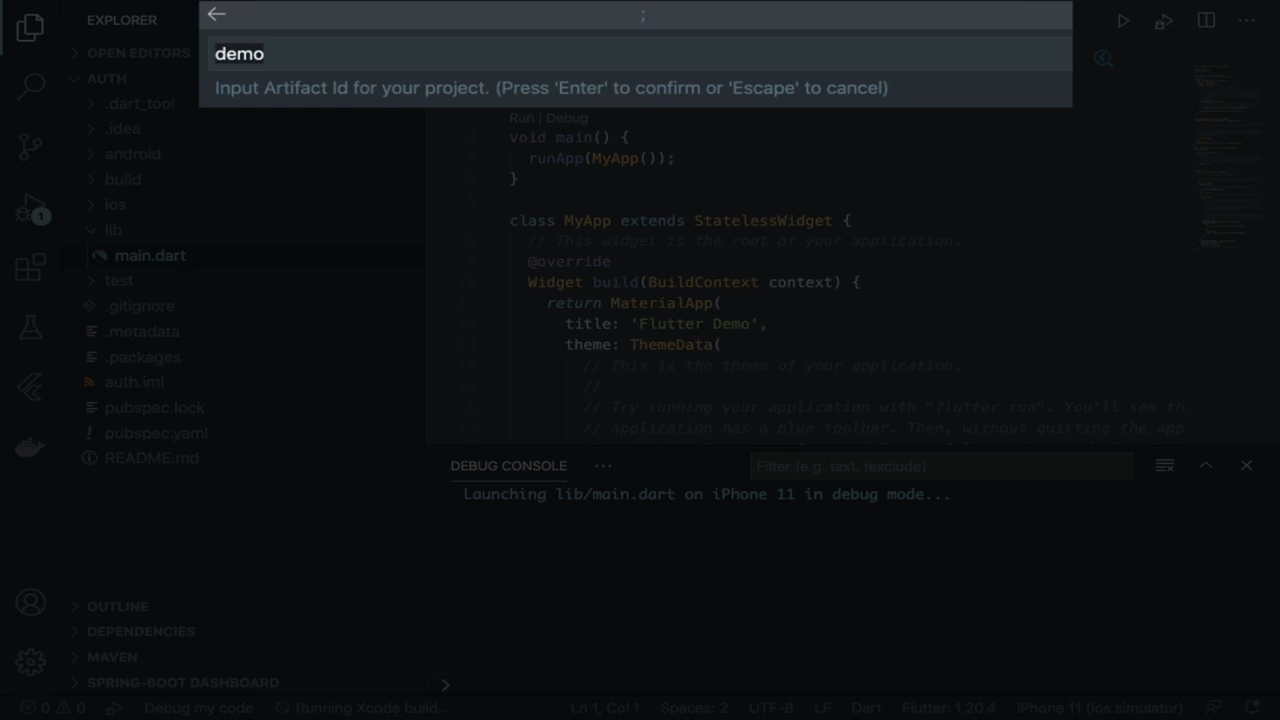 EXPLORER
;
demo
Input Artifact Id for your project. (Press 'Enter' to confirm or 'Escape' to cancel)
OPEN EDITORS
AUTH
.dart_tool
.idea
android
build
ios
lib
main.dart
test
.gitignore
.metadata
.packages
auth.iml
pubspec.lock
pubspec.yaml
README.md
OUTLINE
DEPENDENCIES
MAVEN
SPRING-BOOT DASHBOARD
1
Run | Debug
void main() {
runApp(MyApp());
}
class MyApp extends StatelessWidget {
// This widget is the root of your application.
@override
Widget build(BuildContext context) {
return MaterialApp(
title: 'Flutter Demo',
theme: ThemeData(
// This is the theme of your application.
//
// Try running your application with "flutter run". You'll see th
// application has a blue toolbar. Then, without quitting the app
DEBUG CONSOLE
Filter (e.g. text, !exclude)
Launching lib/main.dart on iPhone 11 in debug mode...
0 0 Debug my code Running Xcode build... Ln 1, Col 1 Spaces: 2 UTF-8 LF Dart Flutter: 1.20.4 iPhone 11 (ios simulator)